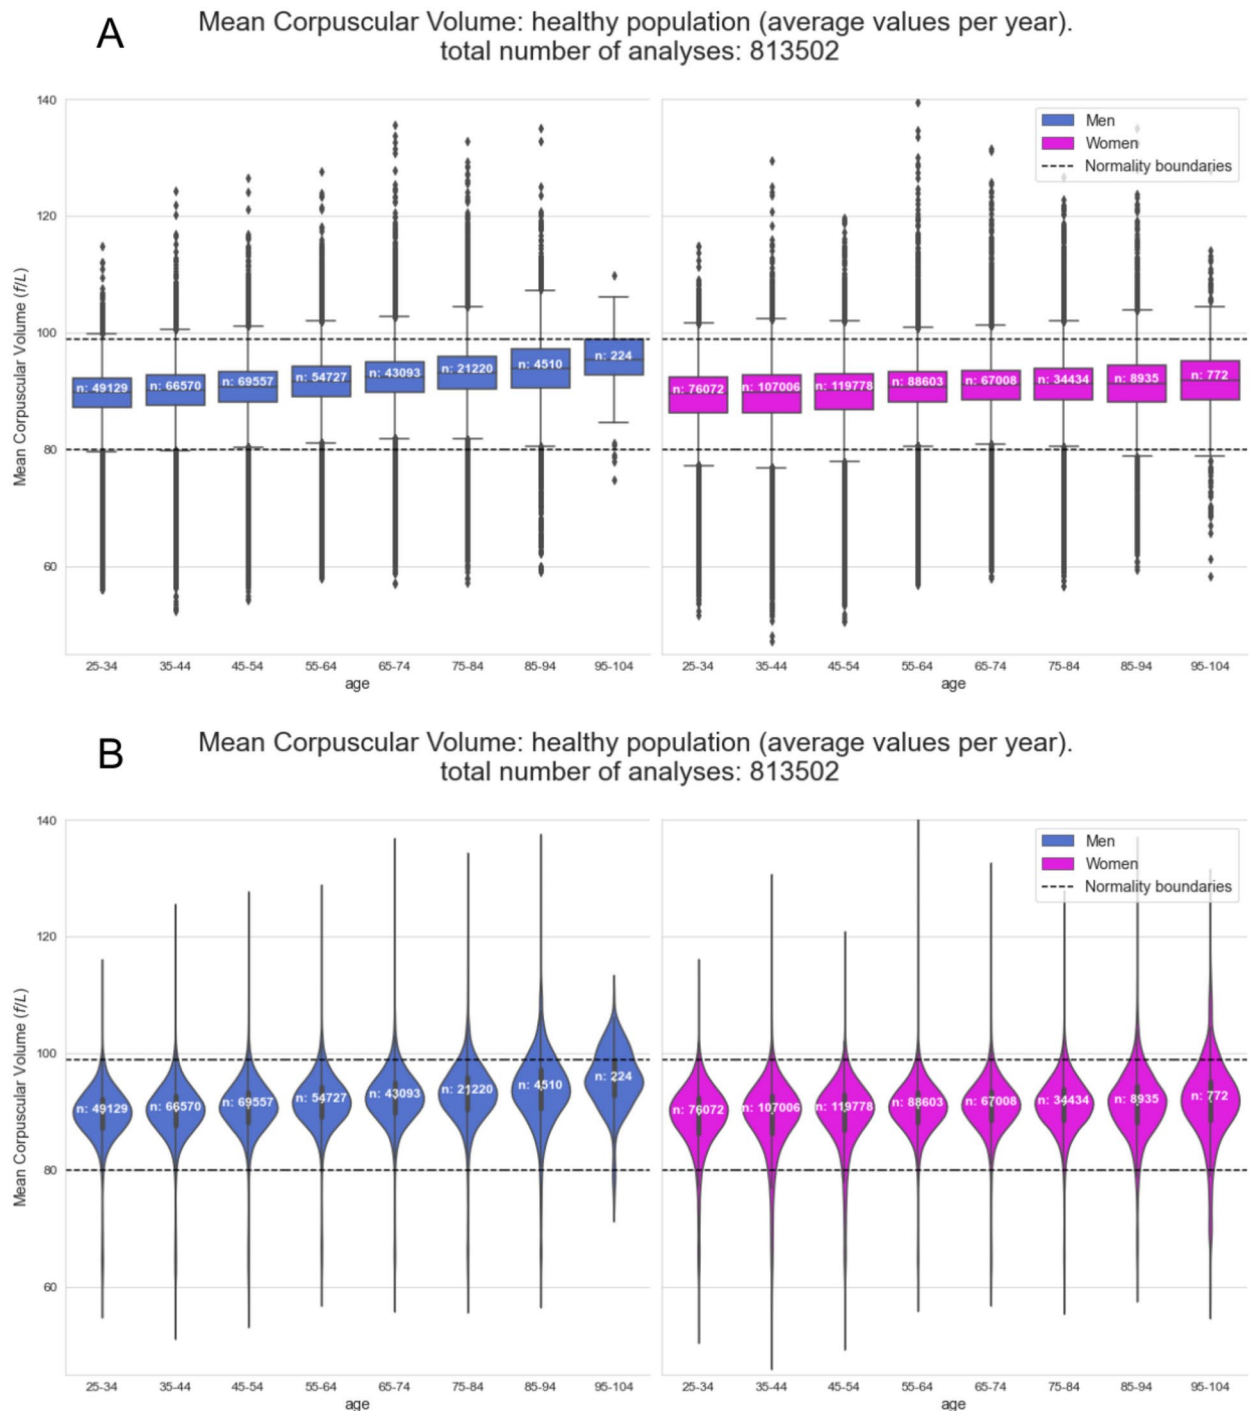 A
Mean Corpuscular Volume: healthy population (average values per year).
total number of analyses: 813502
Mean Corpuscular Volume (f/L)
140
120
100
80
60
n: 49129
n: 66570
n: 69557
n: 54727
n: 43093
n: 21220
n: 4510
n: 224
25-34
35-44
45-54
55-64
65-74
75-84
85-94
95-104
age
Men
Women
Normality boundaries
n: 76072
n: 107006
n: 119778
n: 88603
n: 67008
n: 34434
n: 8935
n: 772
25-34
35-44
45-54
55-64
65-74
75-84
85-94
95-104
age
B
Mean Corpuscular Volume: healthy population (average values per year).
total number of analyses: 813502
Mean Corpuscular Volume (f/L)
140
120
100
80
60
n: 49129
n: 66570
n: 69557
n: 54727
n: 43093
n: 21220
n: 4510
n: 224
25-34
35-44
45-54
55-64
65-74
75-84
85-94
95-104
age
Men
Women
Normality boundaries
n: 76072
n: 107006
n: 119778
n: 88603
n: 67008
n: 34434
n: 8935
n: 772
25-34
35-44
45-54
55-64
65-74
75-84
85-94
95-104
age